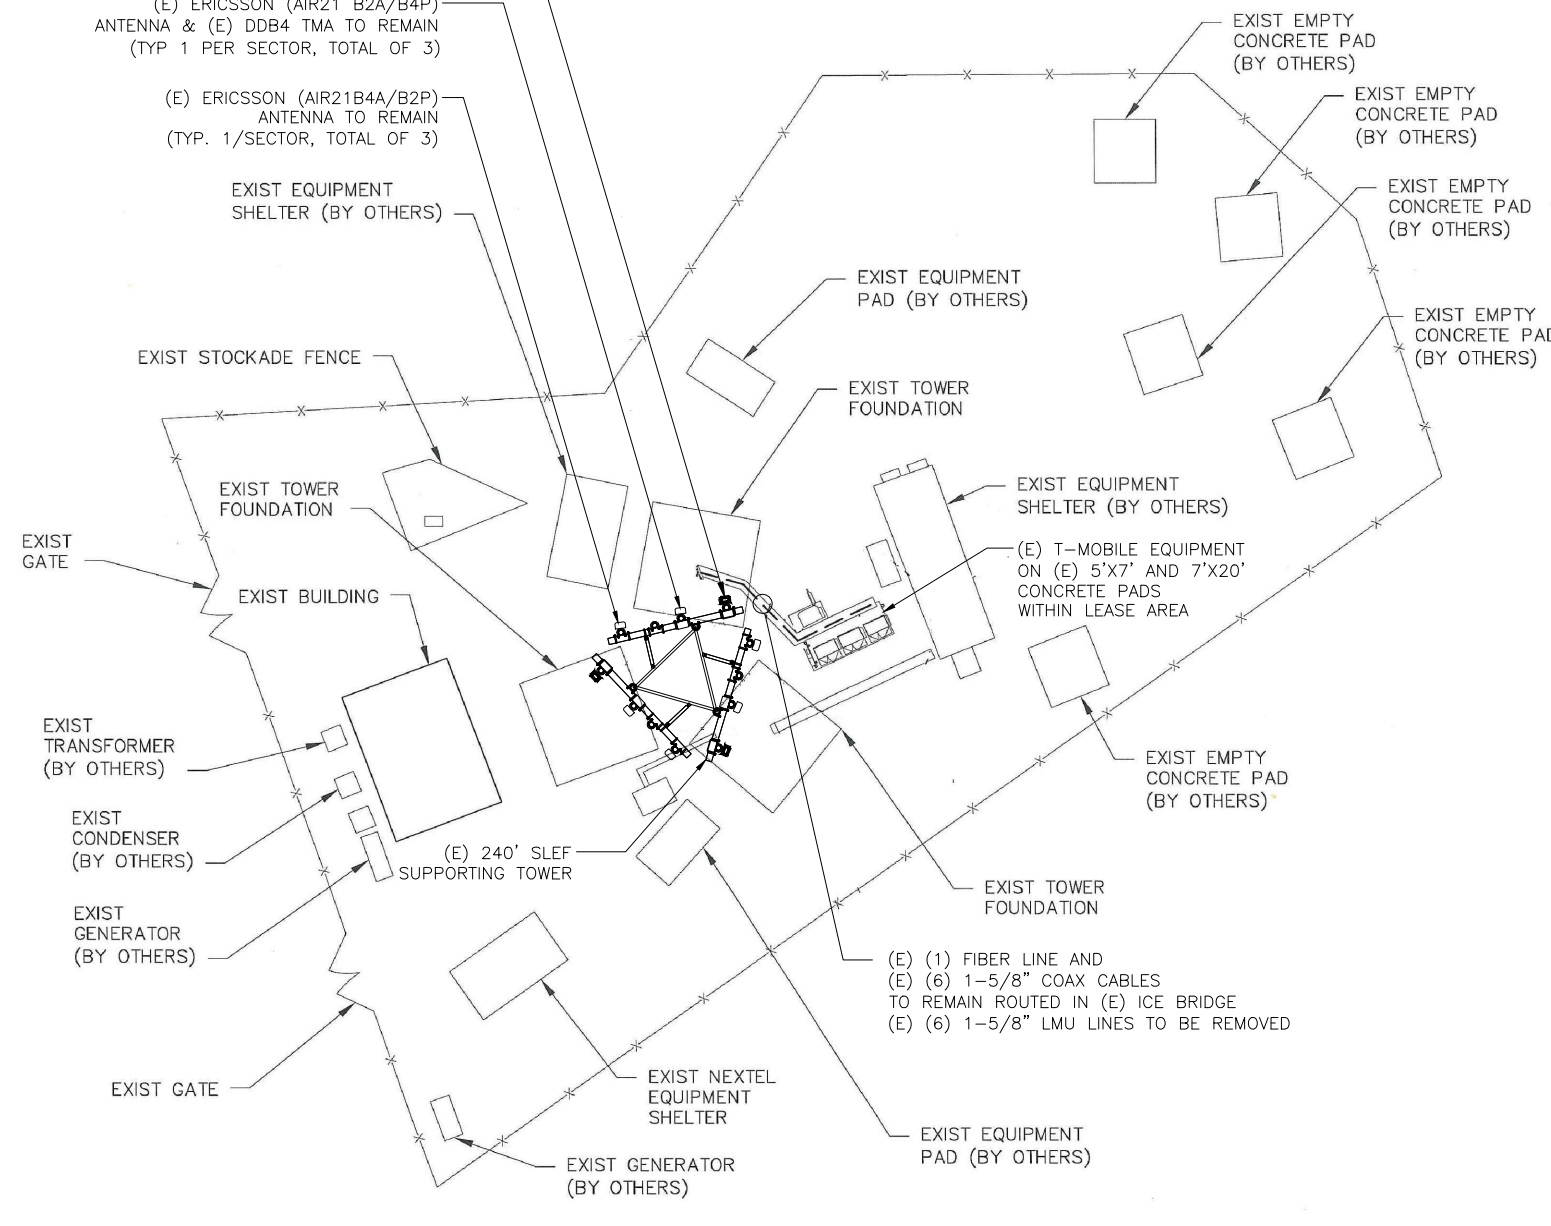 (E) ERICSSON (AIR21 B2A/B4P)
ANTENNA & (E) DDB4 TMA TO REMAIN
(TYP 1 PER SECTOR, TOTAL OF 3)
(E) ERICSSON (AIR21B4A/B2P)
ANTENNA TO REMAIN
(TYP. 1/SECTOR, TOTAL OF 3)
EXIST EQUIPMENT
SHELTER (BY OTHERS)
EXIST EMPTY
CONCRETE PAD
(BY OTHERS)
EXIST EMPTY
CONCRETE PAD
(BY OTHERS)
EXIST EMPTY
CONCRETE PAD
(BY OTHERS)
EXIST EQUIPMENT
PAD (BY OTHERS)
EXIST EMPTY
CONCRETE PAD
(BY OTHERS)
EXIST STOCKADE FENCE
EXIST TOWER
FOUNDATION
EXIST TOWER
FOUNDATION
EXIST EQUIPMENT
SHELTER (BY OTHERS)
EXIST
GATE
(E) T-MOBILE EQUIPMENT
ON (E) 5'X7' AND 7'X20'
CONCRETE PADS
WITHIN LEASE AREA
EXIST BUILDING
EXIST
TRANSFORMER
(BY OTHERS)
EXIST EMPTY
CONCRETE PAD
(BY OTHERS)
EXIST
CONDENSER
(BY OTHERS)
(E) 240' SLEF
SUPPORTING TOWER
EXIST TOWER
FOUNDATION
EXIST
GENERATOR
(BY OTHERS)
(E) (1) FIBER LINE AND
(E) (6) 1-5/8" COAX CABLES
TO REMAIN ROUTED IN (E) ICE BRIDGE
(E) (6) 1-5/8" LMU LINES TO BE REMOVED
EXIST GATE
EXIST NEXTEL
EQUIPMENT
SHELTER
EXIST EQUIPMENT
PAD (BY OTHERS)
EXIST GENERATOR
(BY OTHERS)